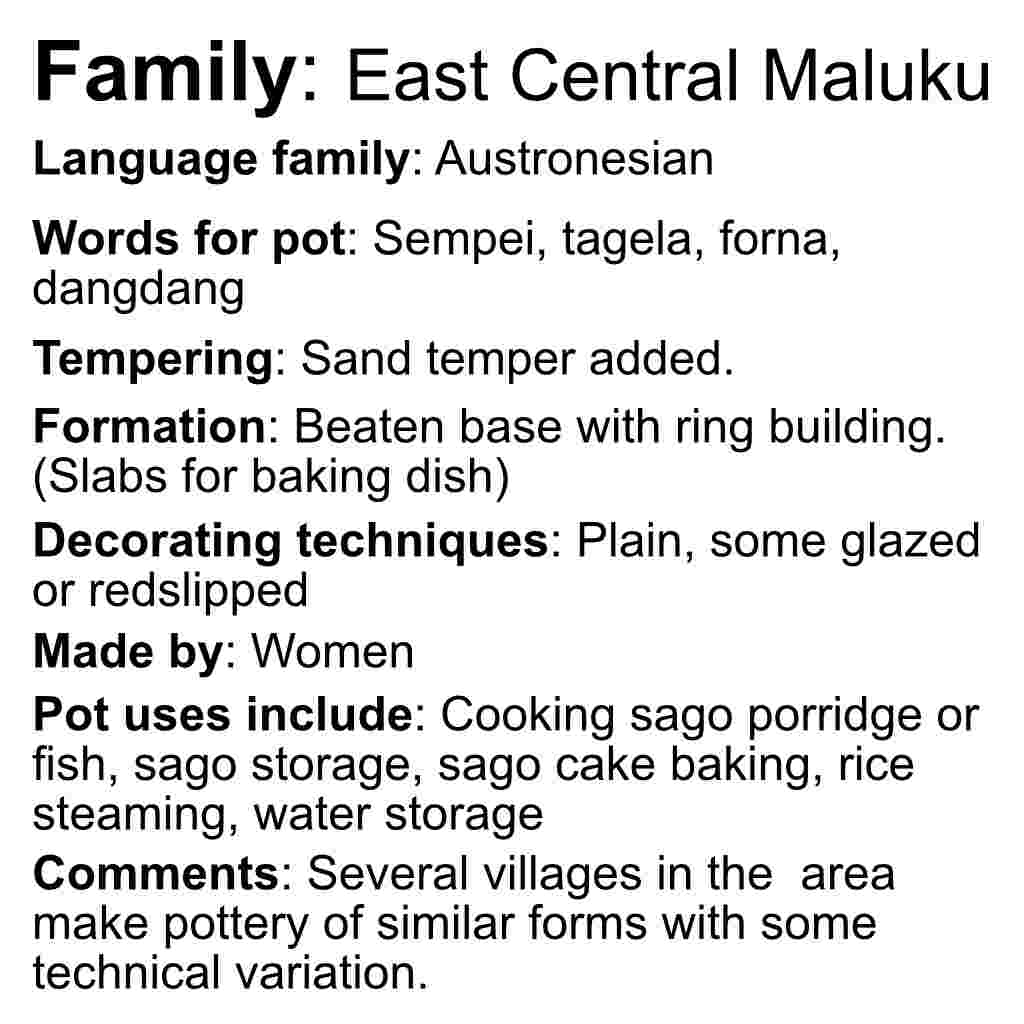 Family: East Central Maluku
Language family: Austronesian
Words for pot: Sempei, tagela, forna,
dangdang
Tempering: Sand temper added.
Formation: Beaten base with ring building.
(Slabs for baking dish)
Decorating techniques: Plain, some glazed
or redslipped
Made by: Women
Pot uses include: Cooking sago porridge or
fish, sago storage, sago cake baking, rice
steaming, water storage
Comments: Several villages in the  area
make pottery of similar forms with some
technical variation.